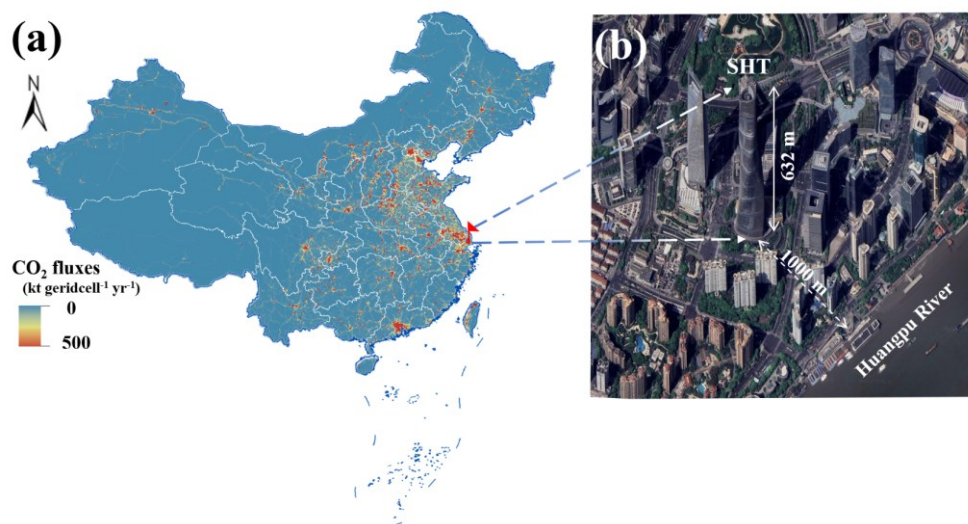 (a)
N
CO₂ fluxes
(kt geridcell⁻¹ yr⁻¹)
0
500
(b)
SHT
632 m
1000 m
Huangpu River